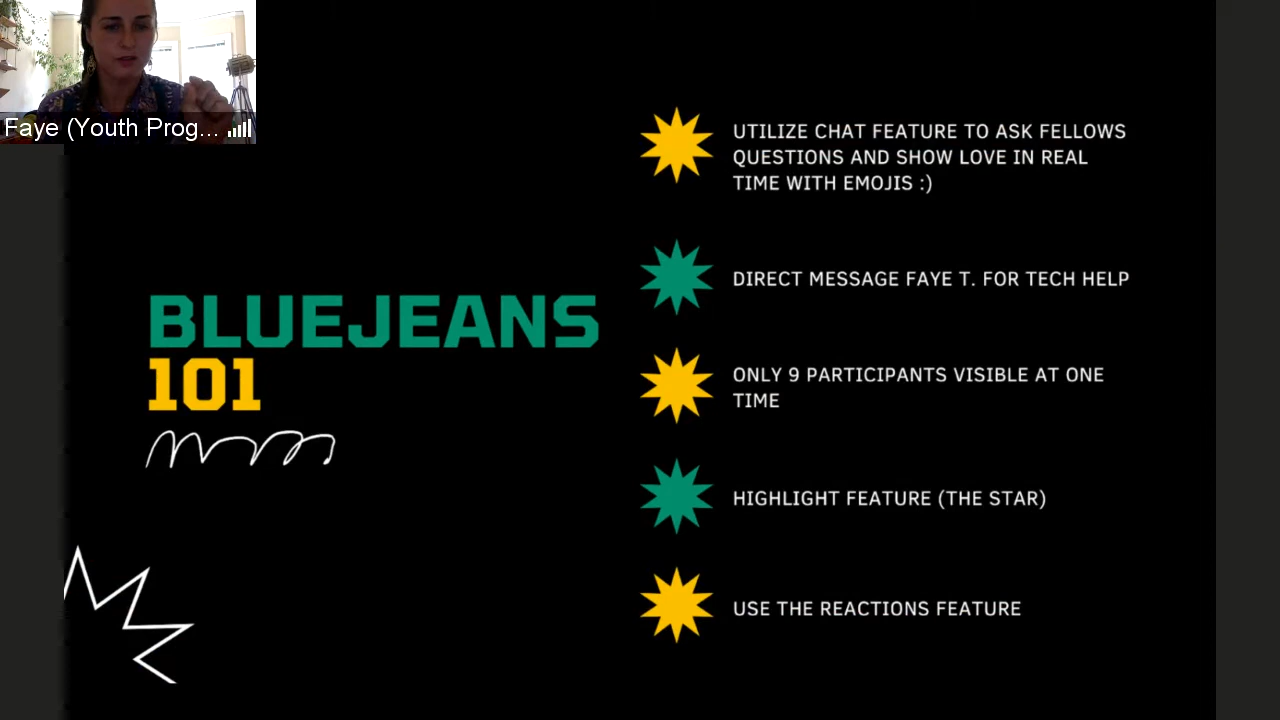 Faye (Youth Prog...
BLUEJEANS
101
UTILIZE CHAT FEATURE TO ASK FELLOWS
QUESTIONS AND SHOW LOVE IN REAL
TIME WITH EMOJIS :)
DIRECT MESSAGE FAYE T. FOR TECH HELP
ONLY 9 PARTICIPANTS VISIBLE AT ONE
TIME
HIGHLIGHT FEATURE (THE STAR)
USE THE REACTIONS FEATURE